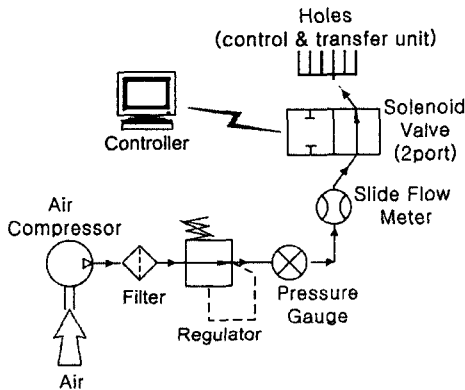 Holes
(control & transfer unit)
Controller
Solenoid
Valve
(2port)
Slide Flow
Meter
Air
Compressor
Filter
Regulator
Pressure
Gauge
Air